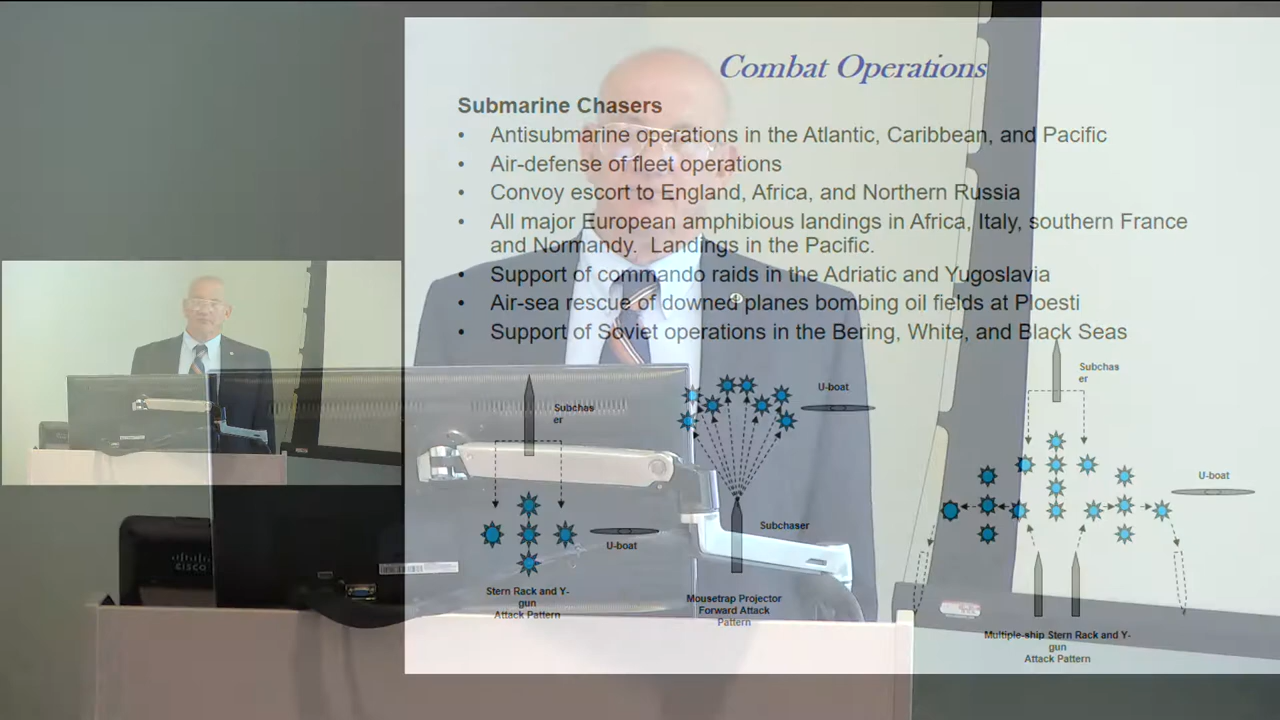 Combat Operations
Submarine Chasers
• Antisubmarine operations in the Atlantic, Caribbean, and Pacific
• Air-defense of fleet operations
• Convoy escort to England, Africa, and Northern Russia
• All major European amphibious landings in Africa, Italy, southern France
and Normandy.  Landings in the Pacific.
• Support of commando raids in the Adriatic and Yugoslavia
• Air-sea rescue of downed planes bombing oil fields at Ploesti
• Support of Soviet operations in the Bering, White, and Black Seas
Subchas
er
U-boat
Stern Rack and Y-
gun
Attack Pattern
U-boat
Subchaser
Mousetrap Projector
Forward Attack
Pattern
Subchas
er
U-boat
Multiple-ship Stern Rack and Y-
gun
Attack Pattern
CISCO